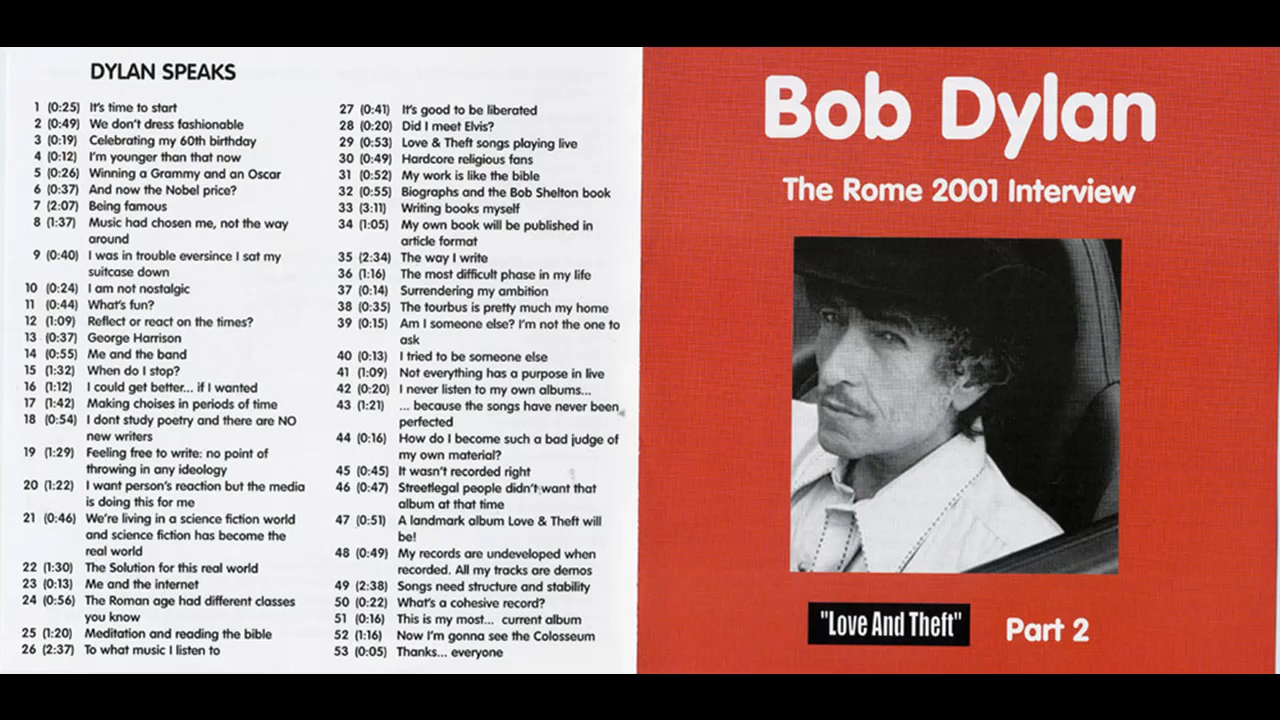 DYLAN SPEAKS
1 (0:25) It's time to start
2 (0:49) We don't dress fashionable
3 (0:19) Celebrating my 60th birthday
4 (0:12) I'm younger than that now
5 (0:26) Winning a Grammy and an Oscar
6 (0:37) And now the Nobel price?
7 (2:07) Being famous
8 (1:37) Music had chosen me, not the way
around
9 (0:40) I was in trouble eversince I sat my
suitcase down
10 (0:24) I am not nostalgic
11 (0:44) What's fun?
12 (1:09) Reflect or react on the times?
13 (0:37) George Harrison
14 (0:55) Me and the band
15 (1:32) When do I stop?
16 (1:12) I could get better... if I wanted
17 (1:42) Making choises in periods of time
18 (0:54) I dont study poetry and there are NO
new writers
19 (1:29) Feeling free to write: no point of
throwing in any ideology
20 (1:22) I want person's reaction but the media
is doing this for me
21 (0:46) We're living in a science fiction world
and science fiction has become the
real world
22 (1:30) The Solution for this real world
23 (0:13) Me and the internet
24 (0:56) The Roman age had different classes
you know
25 (1:20) Meditation and reading the bible
26 (2:37) To what music I listen to
27 (0:41) It's good to be liberated
28 (0:20) Did I meet Elvis?
29 (0:53) Love & Theft songs playing live
30 (0:49) Hardcore religious fans
31 (0:52) My work is like the bible
32 (0:55) Biographs and the Bob Shelton book
33 (3:11) Writing books myself
34 (1:05) My own book will be published in
article format
35 (2:34) The way I write
36 (1:16) The most difficult phase in my life
37 (0:14) Surrendering my ambition
38 (0:35) The tourbus is pretty much my home
39 (0:15) Am I someone else? I'm not the one to
ask
40 (0:13) I tried to be someone else
41 (1:09) Not everything has a purpose in live
42 (0:20) I never listen to my own albums...
43 (1:21) ... because the songs have never been
perfected
44 (0:16) How do I become such a bad judge of
my own material?
45 (0:45) It wasn't recorded right
46 (0:47) Streetlegal people didn't want that
album at that time
47 (0:51) A landmark album Love & Theft will
be!
48 (0:49) My records are undeveloped when
recorded. All my tracks are demos
49 (2:38) Songs need structure and stability
50 (0:22) What's a cohesive record?
51 (0:16) This is my most... current album
52 (1:16) Now I'm gonna see the Colosseum
53 (0:05) Thanks... everyone
Bob Dylan
The Rome 2001 Interview
"Love And Theft"
Part 2